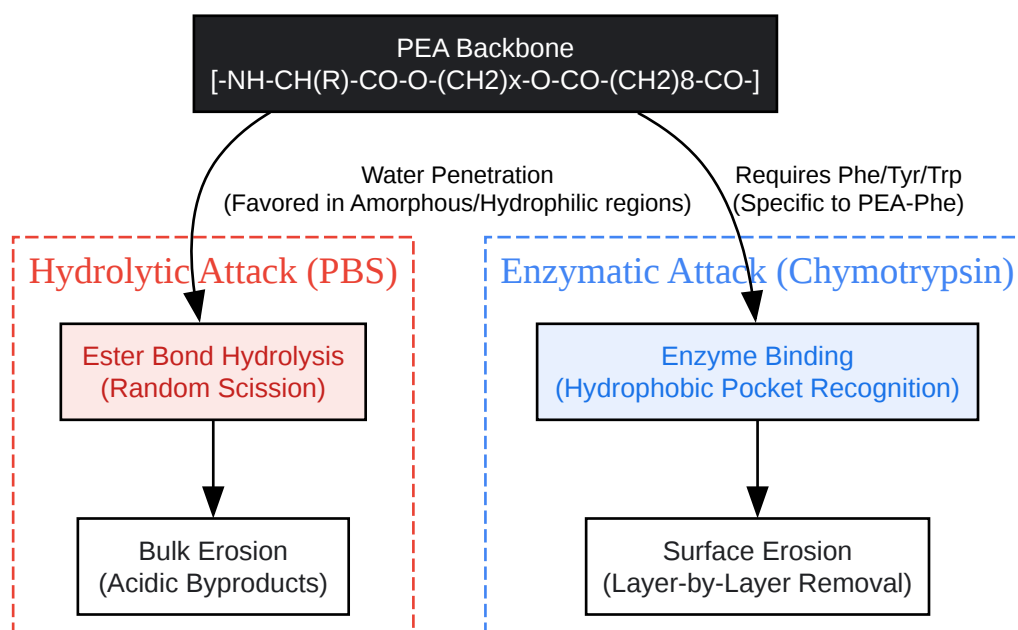 PEA Backbone
[-NH-CH(R)-CO-O-(CH2)x-O-CO-(CH2)8-CO-]
Water Penetration
(Favored in Amorphous/Hydrophilic regions)
Requires Phe/Tyr/Trp
(Specific to PEA-Phe)
Hydrolytic Attack (PBS)
Ester Bond Hydrolysis
(Random Scission)
Bulk Erosion
(Acidic Byproducts)
Enzymatic Attack (Chymotrypsin)
Enzyme Binding
(Hydrophobic Pocket Recognition)
Surface Erosion
(Layer-by-Layer Removal)